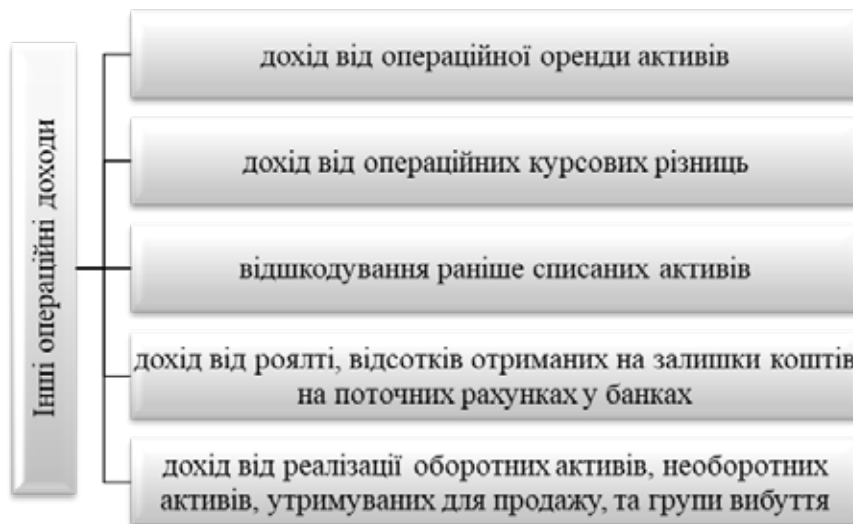 Інші операційні доходи
дохід від операційної оренди активів
дохід від операційних курсових різниць
відшкодування раніше списаних активів
дохід від роялті, відсотків отриманих на залишки коштів
на поточних рахунках у банках
дохід від реалізації оборотних активів, необоротних
активів, утримуваних для продажу, та групи вибуття